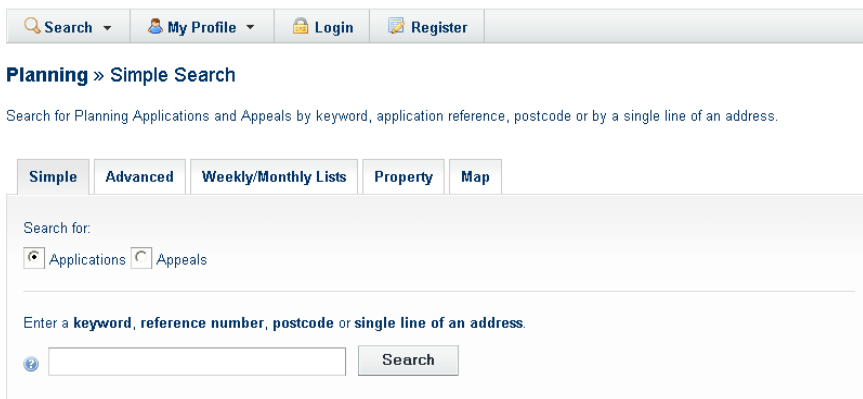 Search My Profile Login Register
Planning » Simple Search
Search for Planning Applications and Appeals by keyword, application reference, postcode or by a single line of an address.
Simple Advanced Weekly/Monthly Lists Property Map
Search for:
Applications Appeals
Enter a keyword, reference number, postcode or single line of an address.
? Search